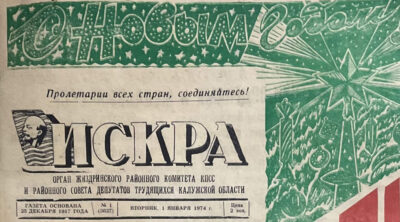 С Новым годом!
Пролетарии всех стран, соединяйтесь!
ИСКРА
ОРГАН ЖИЗДРИНСКОГО РАЙОННОГО КОМИТЕТА КПСС
И РАЙОННОГО СОВЕТА ДЕПУТАТОВ ТРУДЯЩИХСЯ КАЛУЖСКОЙ ОБЛАСТИ
ГАЗЕТА ОСНОВАНА
25 ДЕКАБРЯ 1917 ГОДА
№ 1
ВТОРНИК, 1 ЯНВАРЯ 1974 г.
Цена
2 коп.